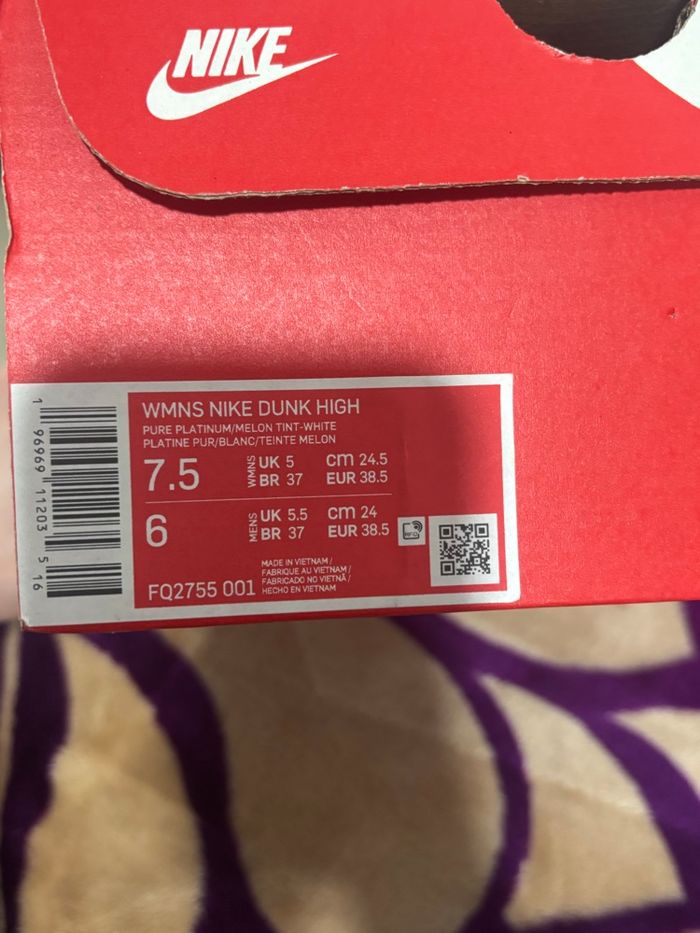 NIKE
WMNS NIKE DUNK HIGH
PURE PLATINUM/MELON TINT-WHITE
PLATINE PUR/BLANC/TEINTE MELON
7.5 WMNS UK 5 cm 24.5
BR 37 EUR 38.5
6 MENS UK 5.5 cm 24
BR 37 EUR 38.5
FQ2755 001
MADE IN VIETNAM /
FABRIQUE AU VIETNAM /
FABRICADO NO VIETNÃ /
HECHO EN VIETNAM
RFID
1 96969 11203 5 16